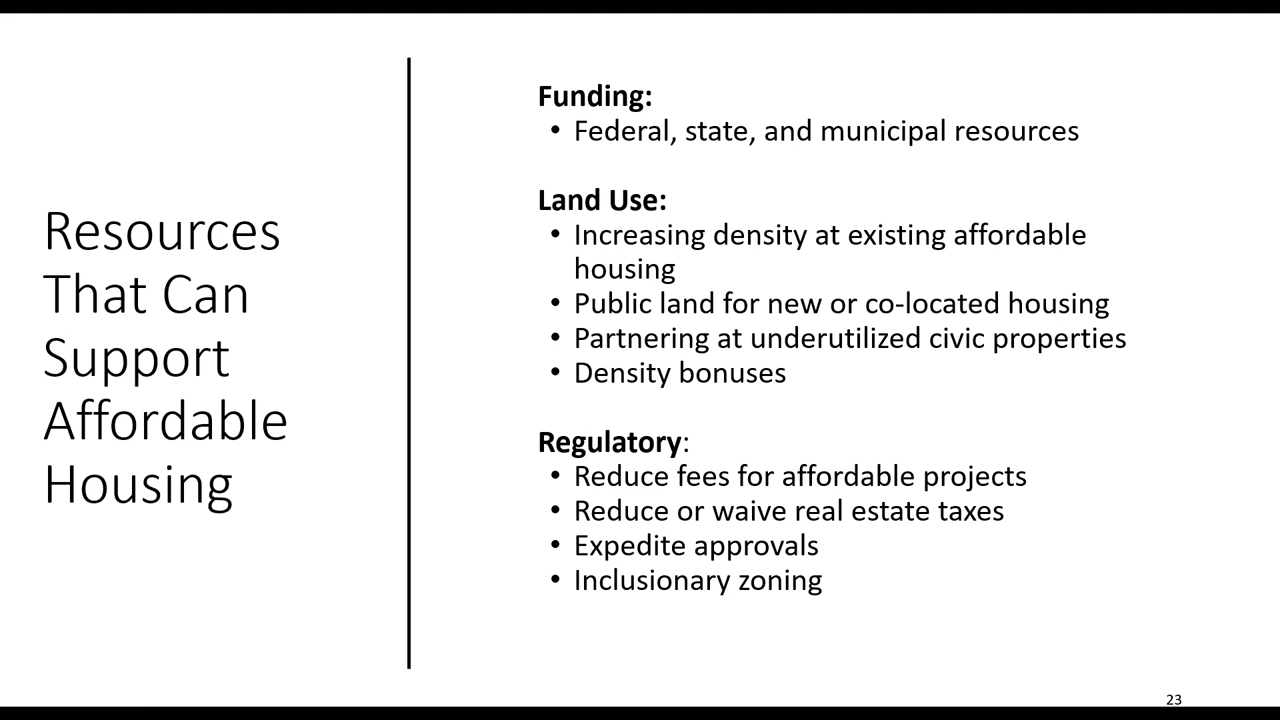 Resources
That Can
Support
Affordable
Housing
Funding:
• Federal, state, and municipal resources
Land Use:
• Increasing density at existing affordable
housing
• Public land for new or co-located housing
• Partnering at underutilized civic properties
• Density bonuses
Regulatory:
• Reduce fees for affordable projects
• Reduce or waive real estate taxes
• Expedite approvals
• Inclusionary zoning
23